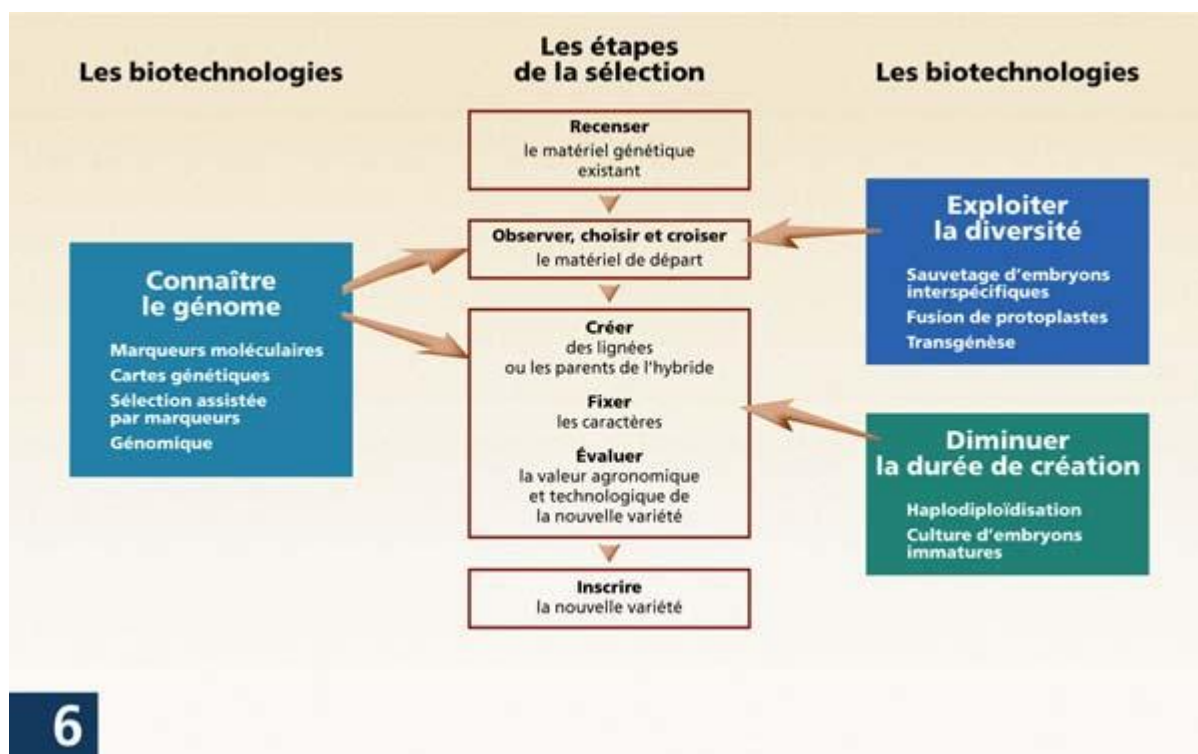 Les biotechnologies
Les étapes
de la sélection
Les biotechnologies
Recenser
le matériel génétique
existant
Observer, choisir et croiser
le matériel de départ
Connaître
le génome
Marqueurs moléculaires
Cartes génétiques
Sélection assistée
par marqueurs
Génomique
Créer
des lignées
ou les parents de l'hybride
Fixer
les caractères
Évaluer
la valeur agronomique
et technologique de
la nouvelle variété
Inscrire
la nouvelle variété
Exploiter
la diversité
Sauvetage d'embryons
interspécifiques
Fusion de protoplastes
Transgénèse
Diminuer
la durée de création
Haplodiploïdisation
Culture d'embryons
immatures
6